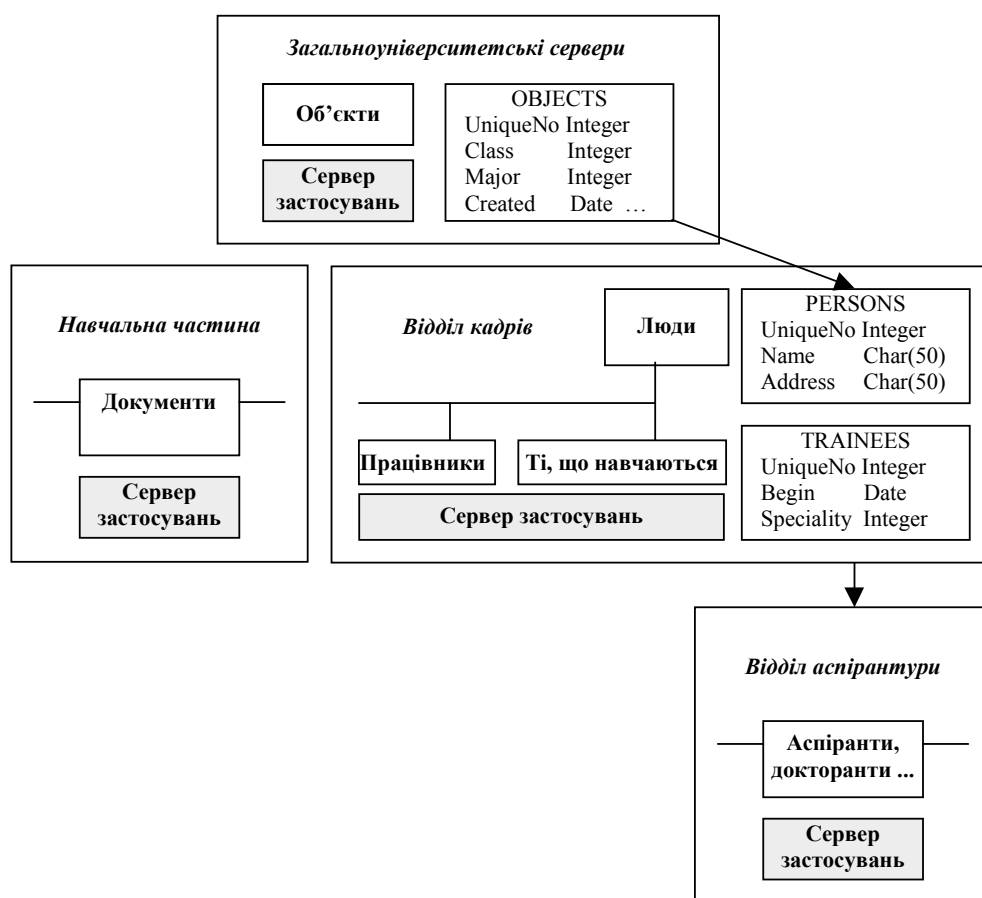 Загальноуніверситетські сервери
Об’єкти
Сервер
застосувань
OBJECTS
UniqueNo Integer
Class Integer
Major Integer
Created Date ...
Навчальна частина
Документи
Сервер
застосувань
Відділ кадрів
Люди
Працівники
Ті, що навчаються
Сервер застосувань
PERSONS
UniqueNo Integer
Name Char(50)
Address Char(50)
TRAINEES
UniqueNo Integer
Begin Date
Speciality Integer
Відділ аспірантури
Аспіранти,
докторанти ...
Сервер
застосувань